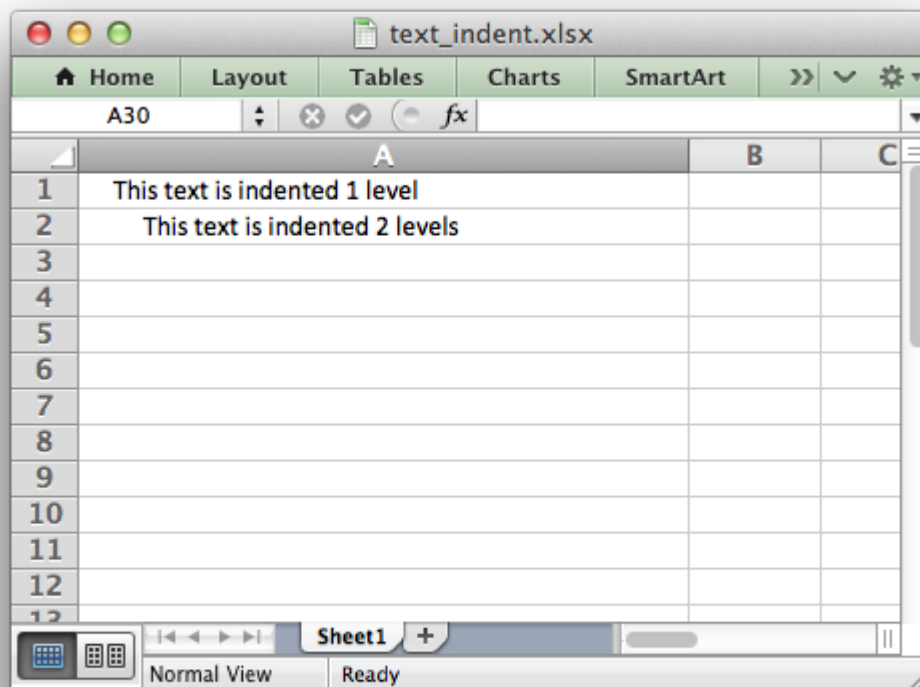 text_indent.xlsx
Home Layout Tables Charts SmartArt
A30 fx
A B C
1 This text is indented 1 level
2 This text is indented 2 levels
3
4
5
6
7
8
9
10
11
12
13
Sheet1 +
Normal View Ready